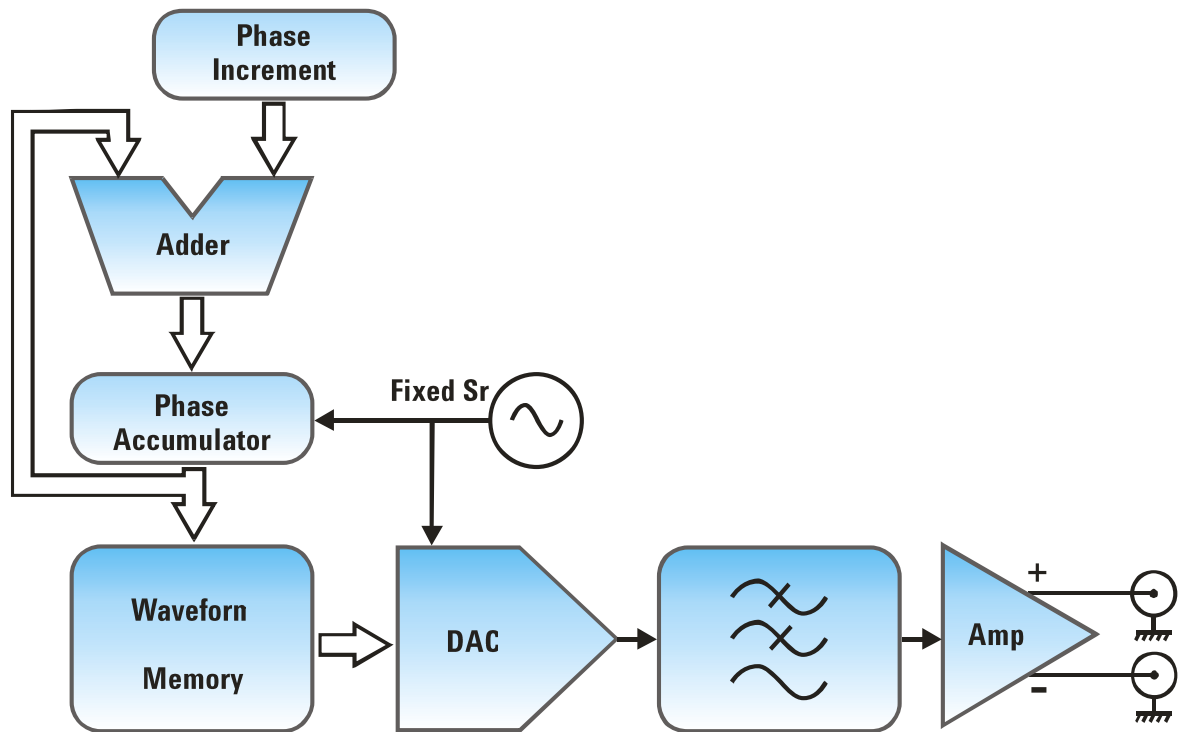 Phase
Increment
Adder
Fixed Sr
Phase
Accumulator
Waveforn
Memory
DAC
Amp
+
-